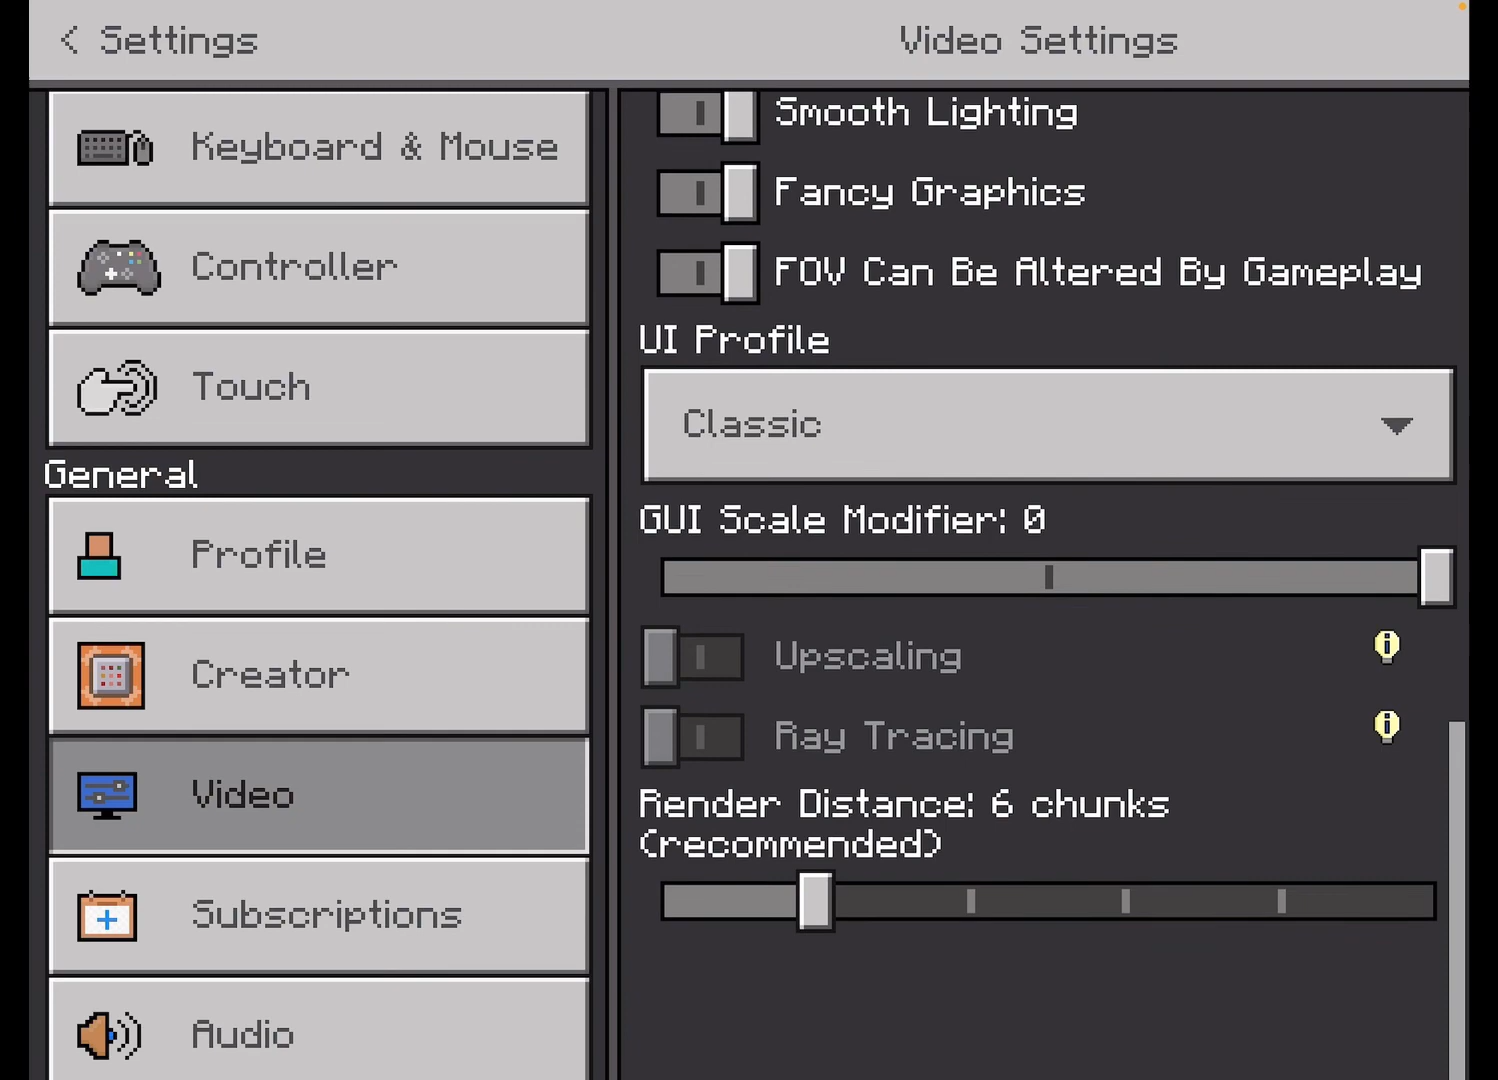 Settings
Video Settings
Keyboard & Mouse
Controller
Touch
General
Profile
Creator
Video
Subscriptions
Audio
Smooth Lighting
Fancy Graphics
FOV Can Be Altered By Gameplay
UI Profile
Classic
GUI Scale Modifier: 0
Upscaling
Ray Tracing
Render Distance: 6 chunks
(recommended)